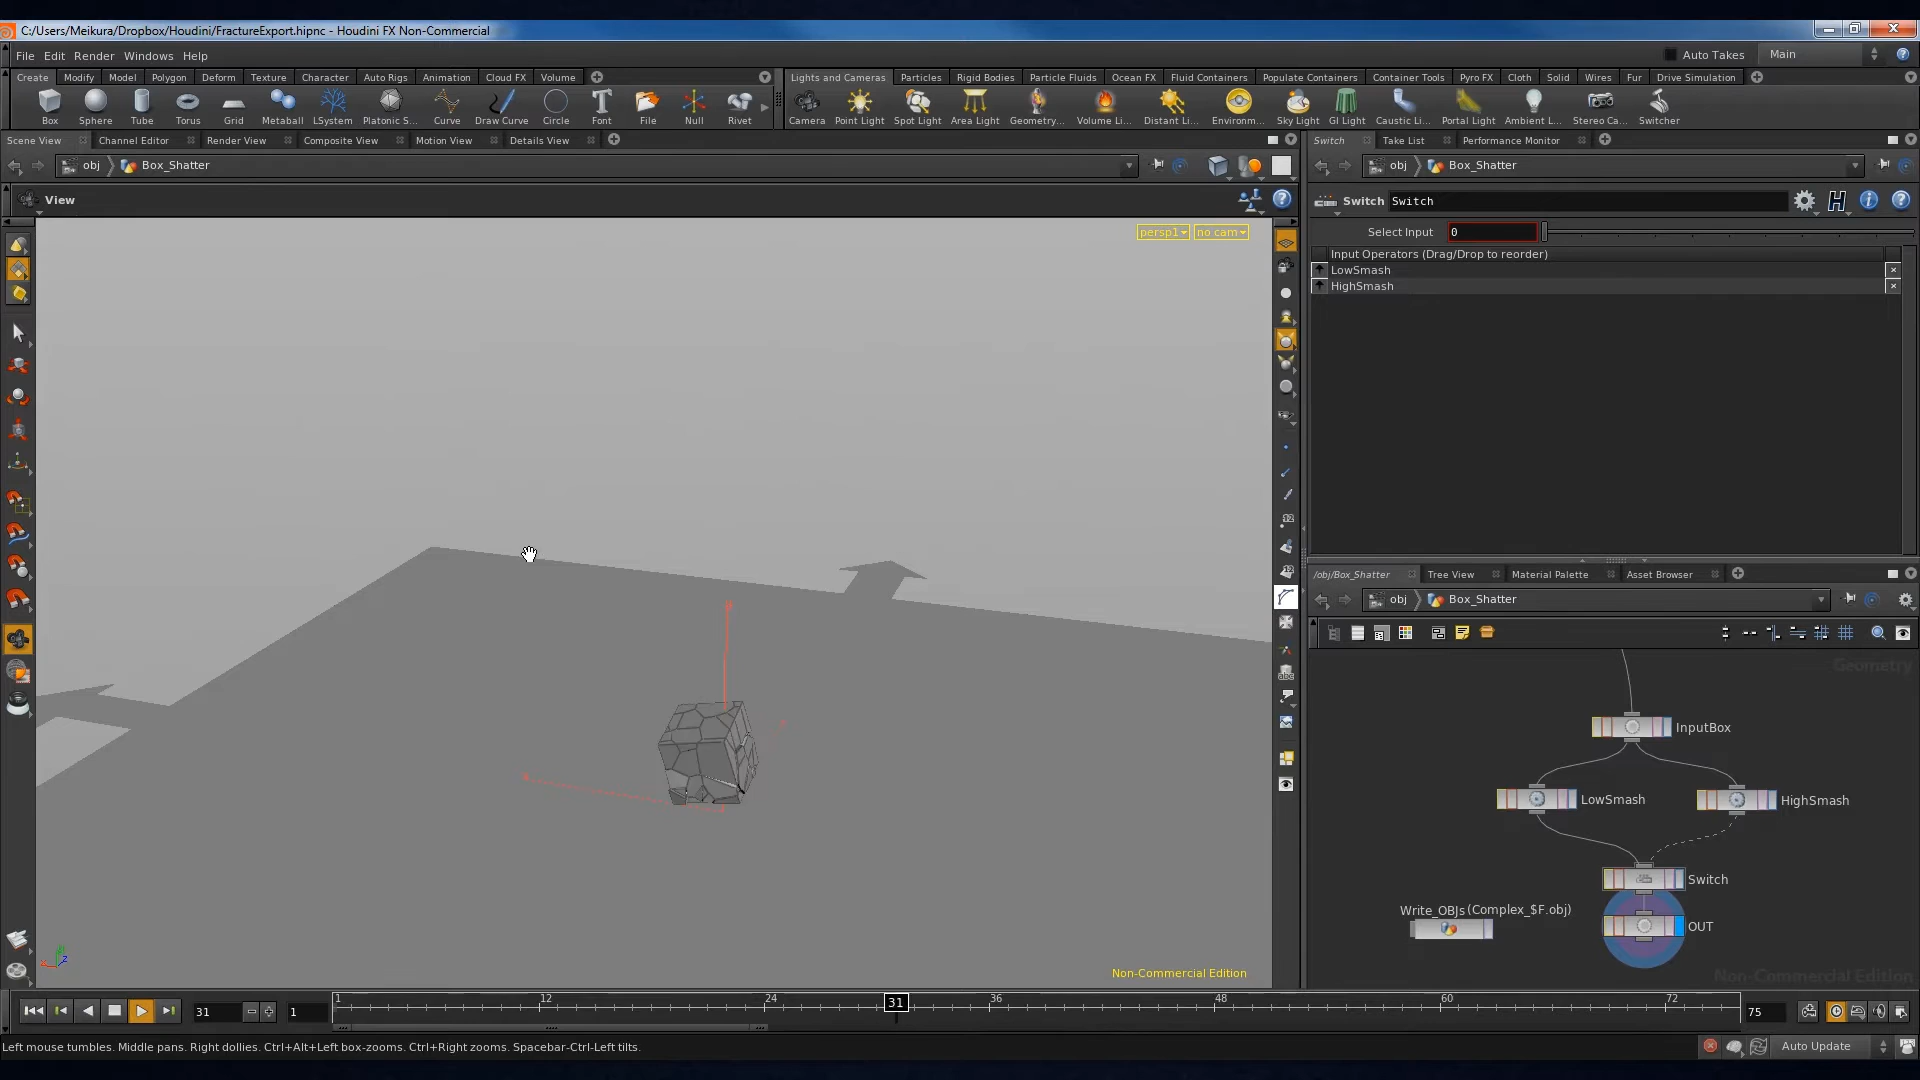 C:/Users/Meikura/Dropbox/Houdini/FractureExport.hipnc - Houdini FX Non-Commercial
File Edit Render Windows Help
Auto Takes Main
Create Modify Model Polygon Deform Texture Character Auto Rigs Animation Cloud FX Volume
Lights and Cameras Particles Rigid Bodies Particle Fluids Ocean FX Fluid Containers Populate Containers Container Tools Pyro FX Cloth Solid Wires Fur Drive Simulation
Box Sphere Tube Torus Grid Metaball LSystem Platonic S... Curve Draw Curve Circle Font File Null Rivet
Camera Point Light Spot Light Area Light Geometry... Volume Li... Distant Li... Environm... Sky Light GI Light Caustic Li... Portal Light Ambient L... Stereo Ca... Switcher
Scene View Channel Editor Render View Composite View Motion View Details View
Switch Take List Performance Monitor
obj Box_Shatter
obj Box_Shatter
View
Switch Switch
persp1 no cam
Select Input 0
Input Operators (Drag/Drop to reorder)
LowSmash
HighSmash
/obj/Box_Shatter Tree View Material Palette Asset Browser
obj Box_Shatter
Geometry
InputBox
LowSmash
HighSmash
Switch
Write_OBJs (Complex_$F.obj)
OUT
Non-Commercial Edition
Non-Commercial Edition
31 1 1 12 24 31 36 48 60 72 75
Left mouse tumbles. Middle pans. Right dollies. Ctrl+Alt+Left box-zooms. Ctrl+Right zooms. Spacebar-Ctrl-Left tilts.
Auto Update